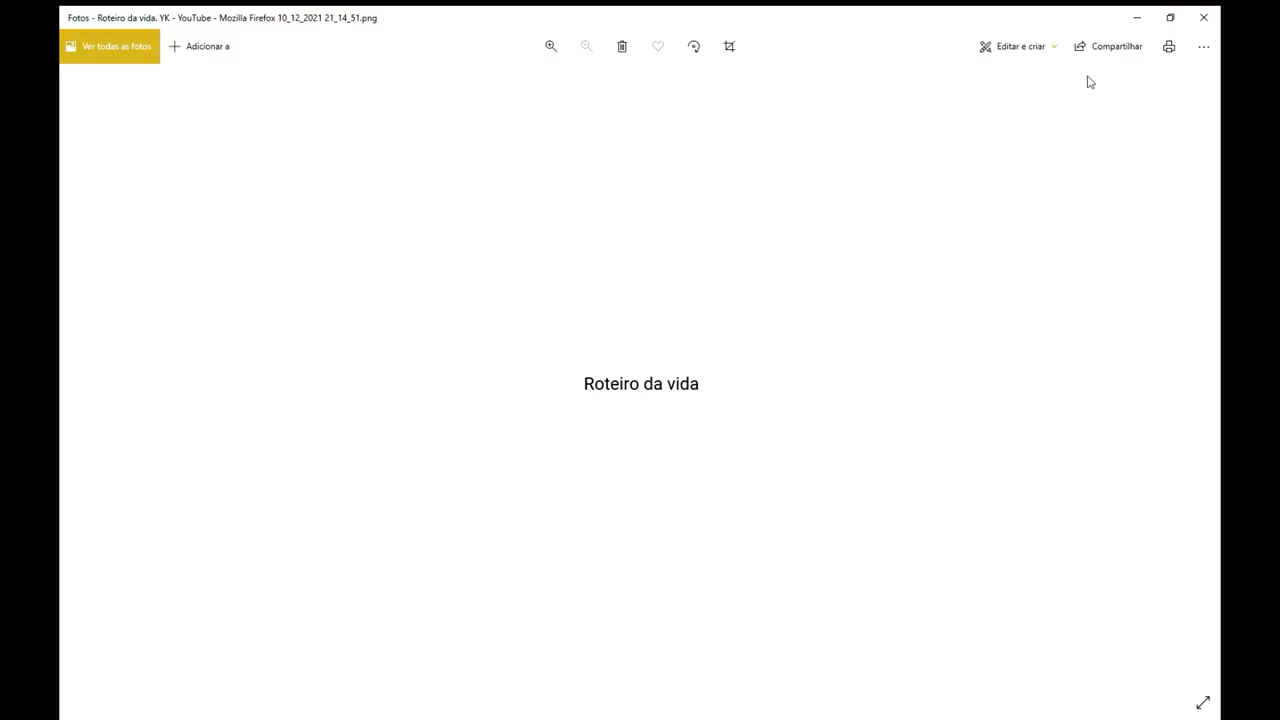 Fotos - Roteiro da vida. YK - YouTube - Mozilla Firefox 10_12_2021 21_14_51.png
Ver todas as fotos
Adicionar a
Editar e criar
Compartilhar
Roteiro da vida